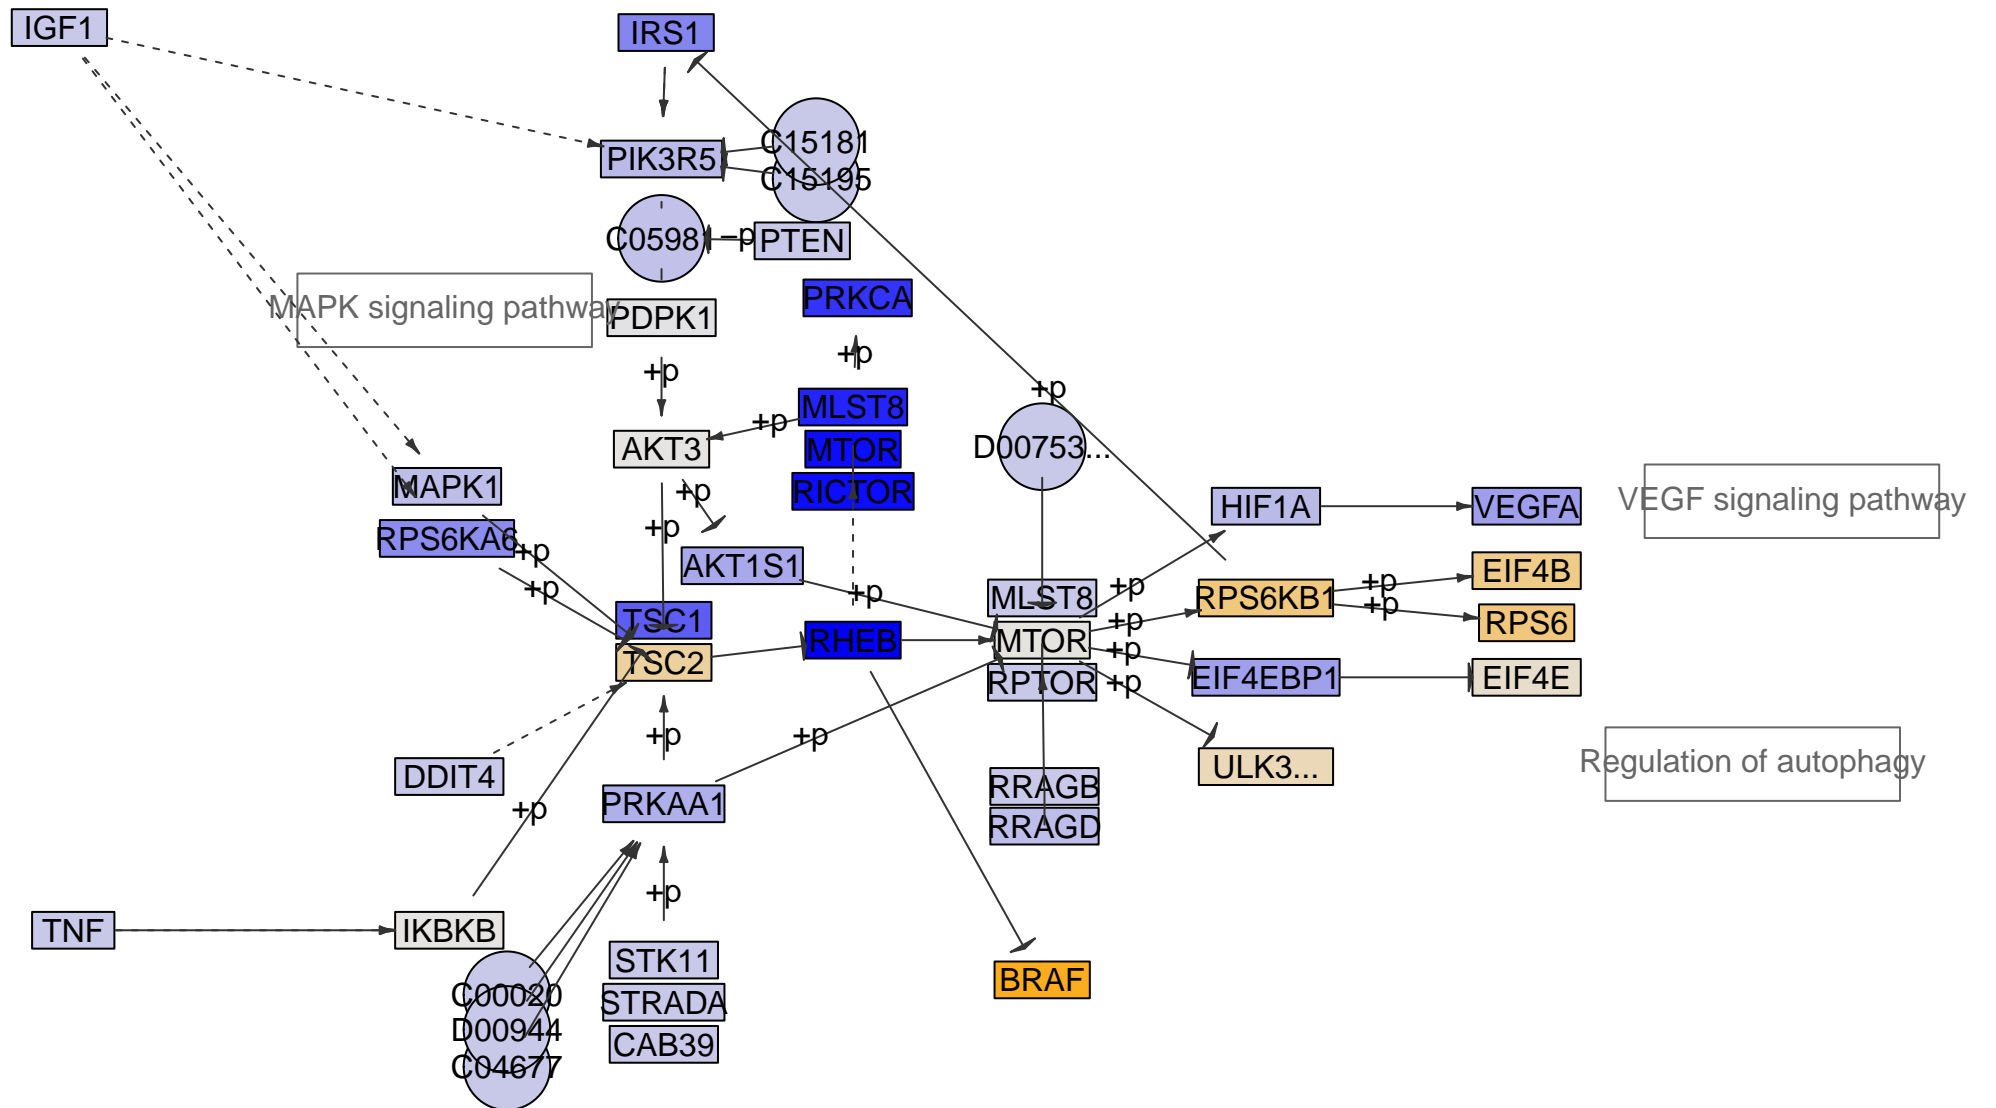 IGF1
IRS1
C15181
PIK3R5
C15195
C0598
–p
PTEN
PRKCA
MAPK signaling pathway
PDPK1
+p
+p
+p
MLST8
+p
AKT3
MTOR
D00753...
MAPK1
RICTOR
+p
HIF1A
VEGFA
VEGF signaling pathway
RPS6KA6
+p
+p
AKT1S1
EIF4B
+p
+p
+p
+p
MLST8
RPS6KB1
+p
TSC1
+p
RPS6
RHEB
MTOR
+p
TSC2
RPTOR
+p
EIF4EBP1
EIF4E
+p
+p
DDIT4
ULK3...
Regulation of autophagy
RRAGB
PRKAA1
+p
RRAGD
+p
TNF
IKBKB
STK11
BRAF
C00020
STRADA
D00944
CAB39
C04677